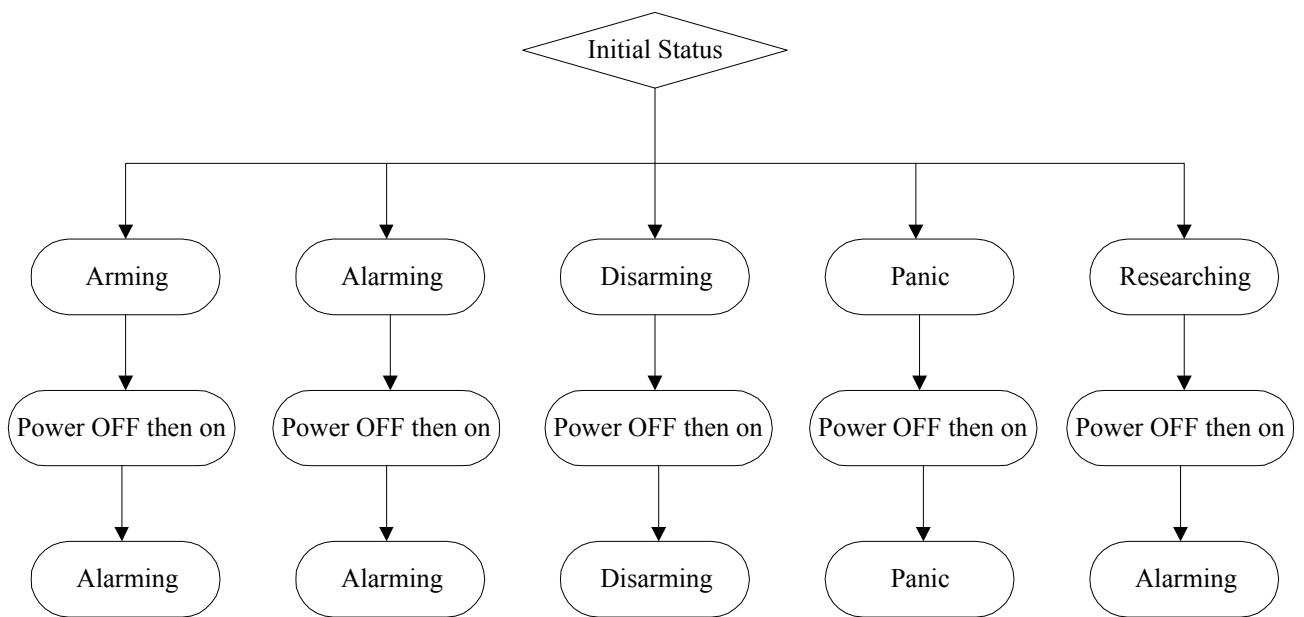 Initial Status
Arming
Alarming
Disarming
Panic
Researching
Power OFF then on
Power OFF then on
Power OFF then on
Power OFF then on
Power OFF then on
Alarming
Alarming
Disarming
Panic
Alarming